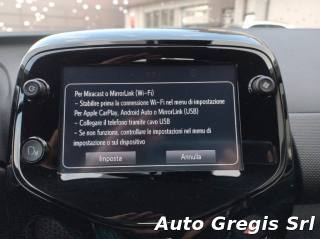 Per Miracast o MirrorLink (Wi-Fi)
- Stabilire prima la connessione Wi-Fi nel menu di impostazione
Per Apple CarPlay, Android Auto o MirrorLink (USB)
- Collegare il telefono tramite cavo USB
- Se non funziona, controllare le impostazioni nel menu di
impostazione o sul dispositivo
Imposta
Annulla
Auto Gregis Srl